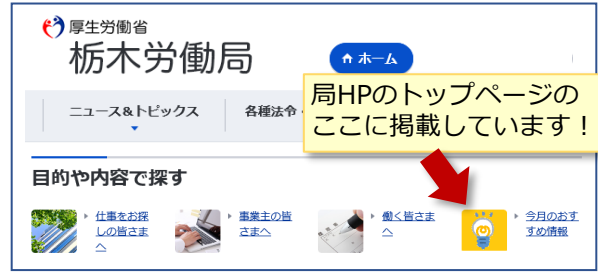 厚生労働省
栃木労働局
ホーム
ニュース&トピックス
各種法令・
局HPのトップページの
ここに掲載しています！
目的や内容で探す
仕事をお探
しの皆さま
へ
事業主の皆
さまへ
働く皆さま
へ
今月のおす
すめ情報